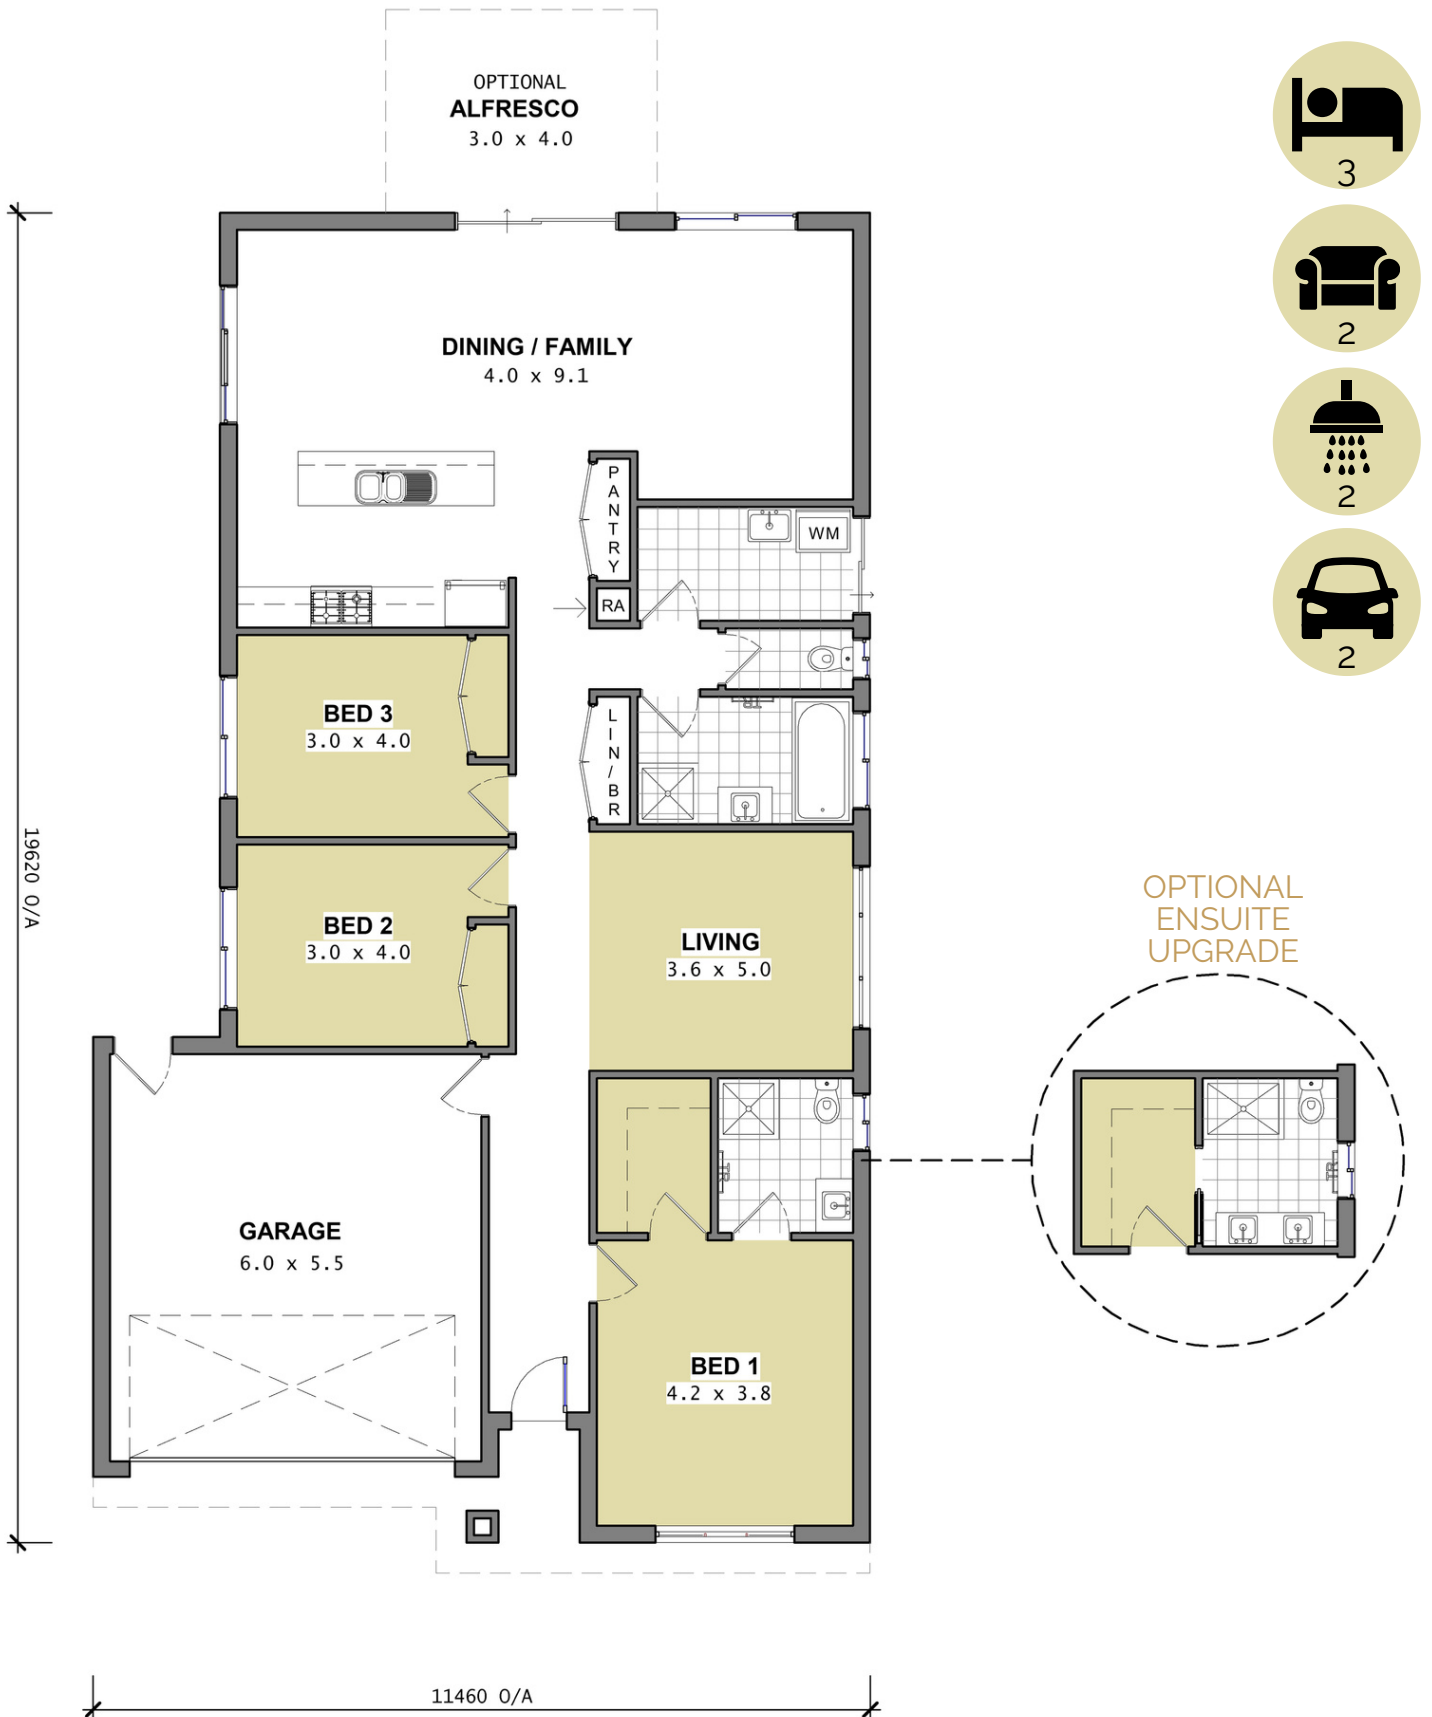 OPTIONAL
ALFRESCO
3.0 x 4.0
3
2
2
2
DINING / FAMILY
4.0 x 9.1
PANTRY
WM
RA
BED 3
3.0 x 4.0
LIN/BR
19620 O/A
BED 2
3.0 x 4.0
LIVING
3.6 x 5.0
OPTIONAL
ENSUITE
UPGRADE
GARAGE
6.0 x 5.5
BED 1
4.2 x 3.8
11460 O/A